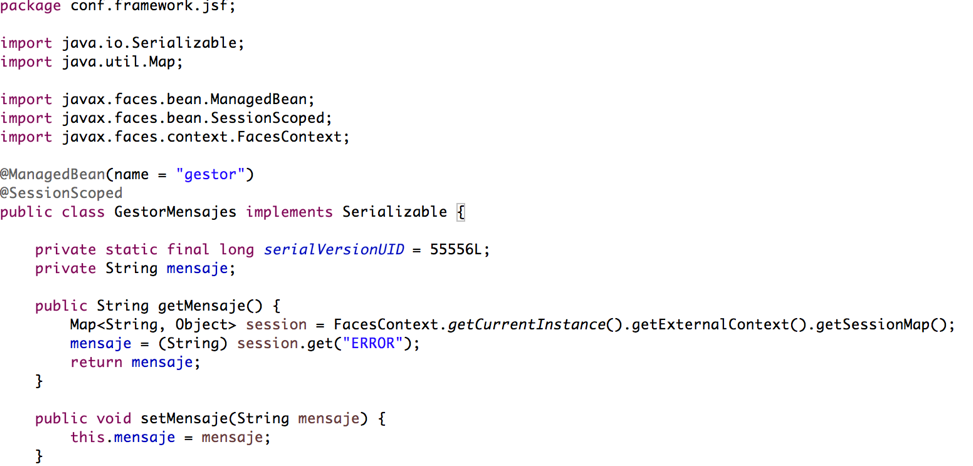 package conf.framework.jsf;
import java.io.Serializable;
import java.util.Map;
import javax.faces.bean.ManagedBean;
import javax.faces.bean.SessionScoped;
import javax.faces.context.FacesContext;
@ManagedBean(name = "gestor")
@SessionScoped
public class GestorMensajes implements Serializable {
private static final long serialVersionUID = 55556L;
private String mensaje;
public String getMensaje() {
Map<String, Object> session = FacesContext.getCurrentInstance().getExternalContext().getSessionMap();
mensaje = (String) session.get("ERROR");
return mensaje;
}
public void setMensaje(String mensaje) {
this.mensaje = mensaje;
}